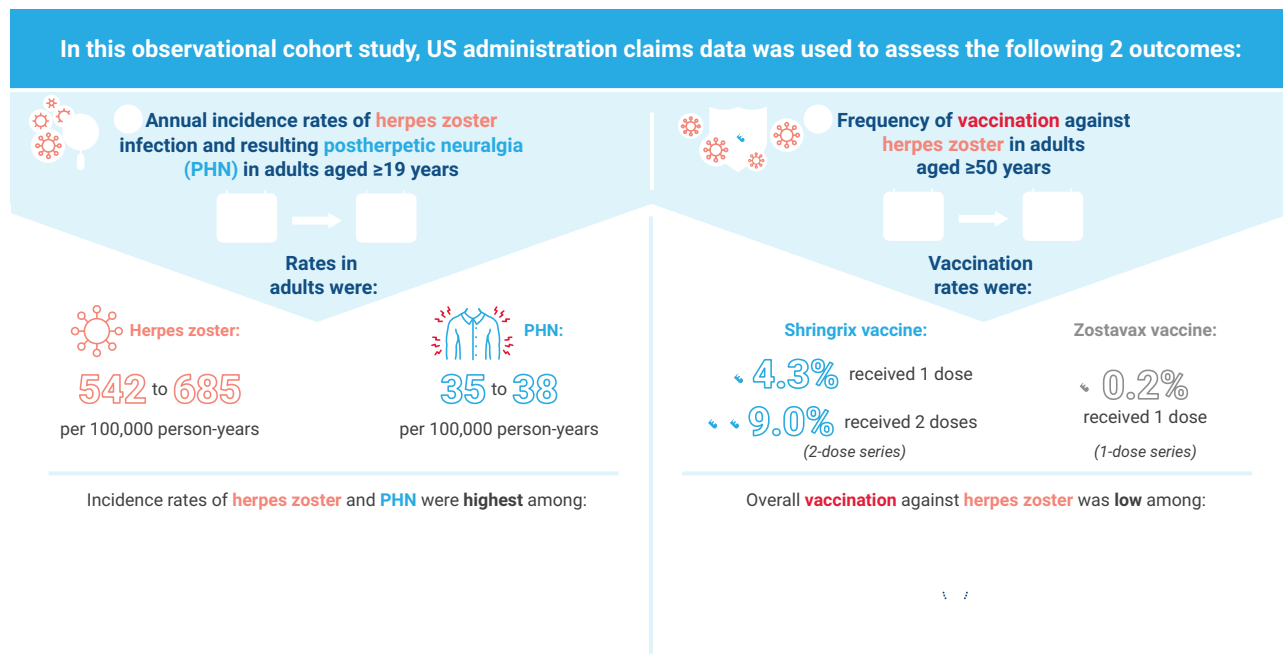 In this observational cohort study, US administration claims data was used to assess the following 2 outcomes:
Annual incidence rates of herpes zoster
infection and resulting postherpetic neuralgia
(PHN) in adults aged ≥19 years
Rates in
adults were:
Herpes zoster:
542 to 685
per 100,000 person-years
PHN:
35 to 38
per 100,000 person-years
Incidence rates of herpes zoster and PHN were highest among:
Frequency of vaccination against
herpes zoster in adults
aged ≥50 years
Vaccination
rates were:
Shringrix vaccine:
4.3% received 1 dose
9.0% received 2 doses
(2-dose series)
Zostavax vaccine:
0.2%
received 1 dose
(1-dose series)
Overall vaccination against herpes zoster was low among: